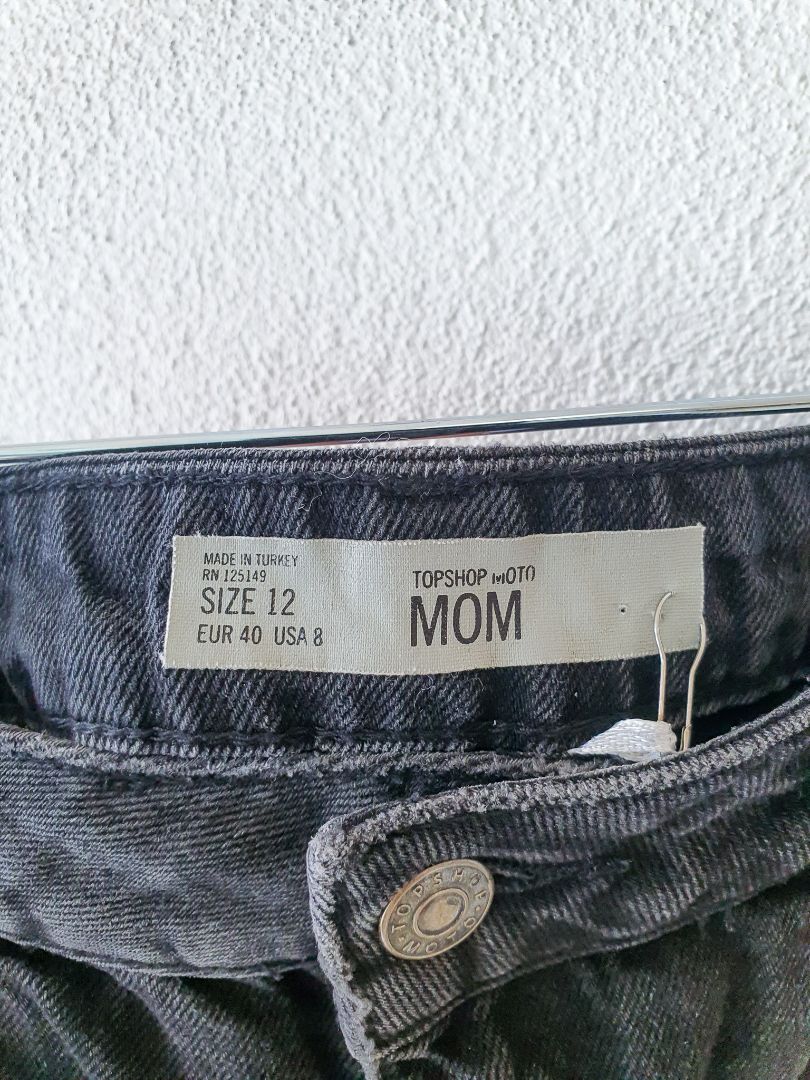 MADE IN TURKEY
RN 125149
SIZE 12
EUR 40 USA 8
TOPSHOP MOTO
MOM
TOPSHOP · MOTO ·